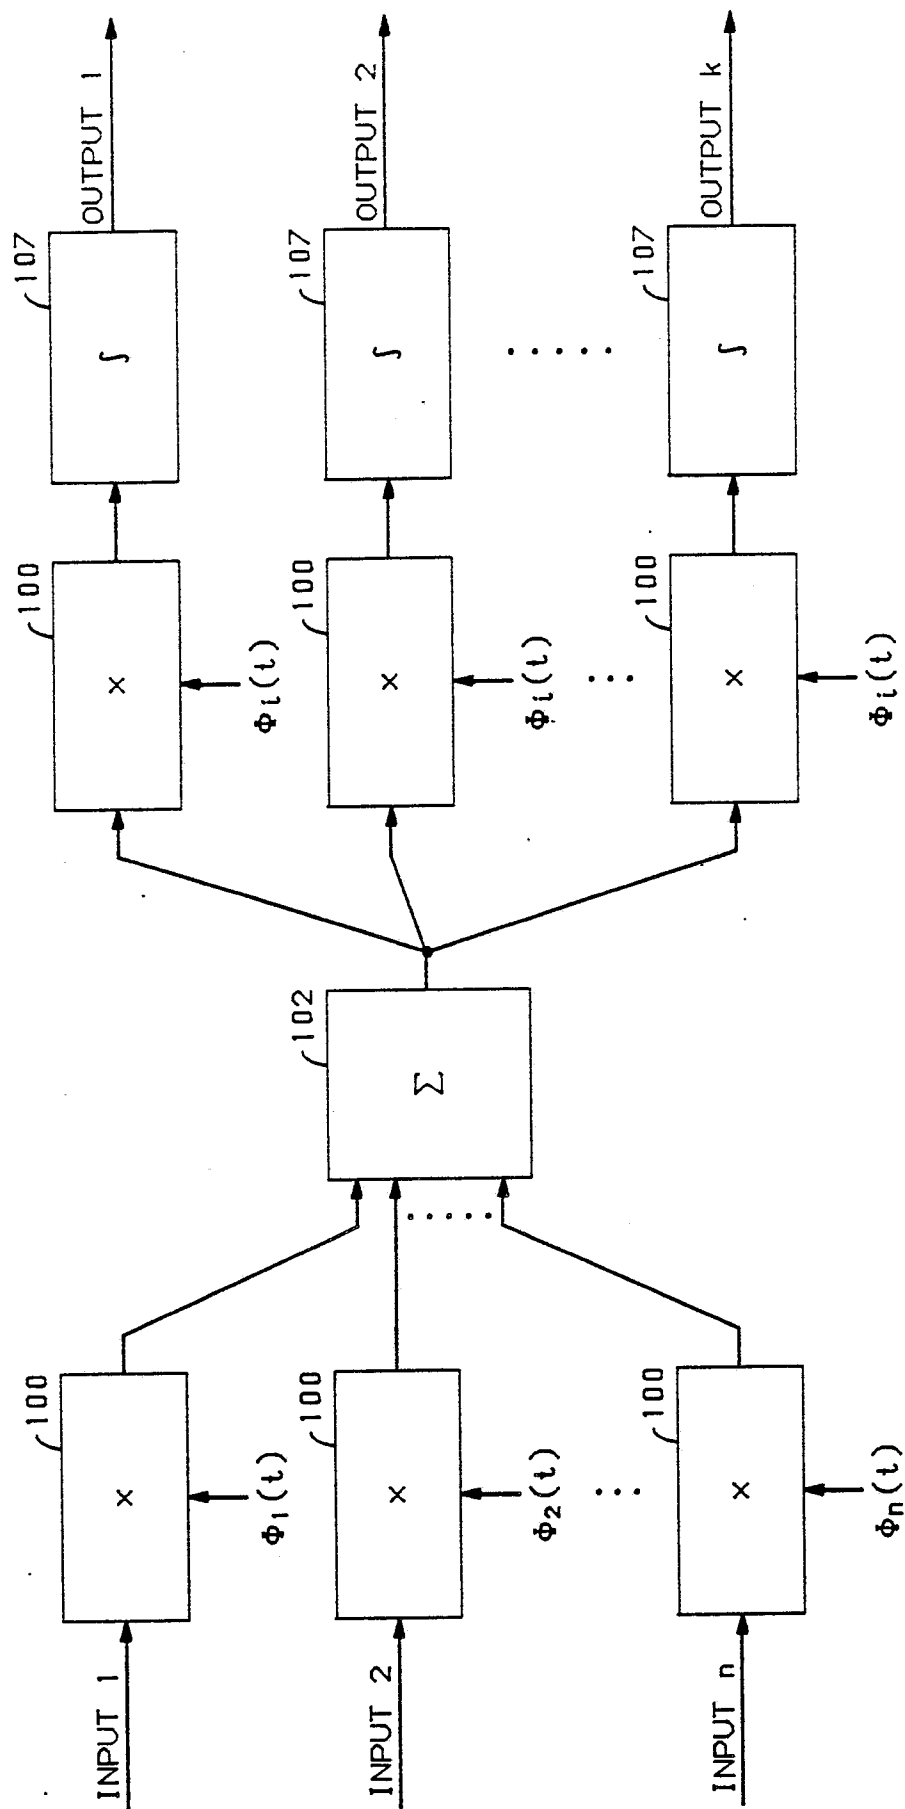 INPUT 1
100
×
Φ1(t)
INPUT 2
100
×
Φ2(t)
. . .
INPUT n
100
×
Φn(t)
. . . . .
102
Σ
100
×
Φi(t)
107
∫
OUTPUT 1
100
×
Φi(t)
107
∫
OUTPUT 2
. . .
. . . . .
100
×
Φi(t)
107
∫
OUTPUT k